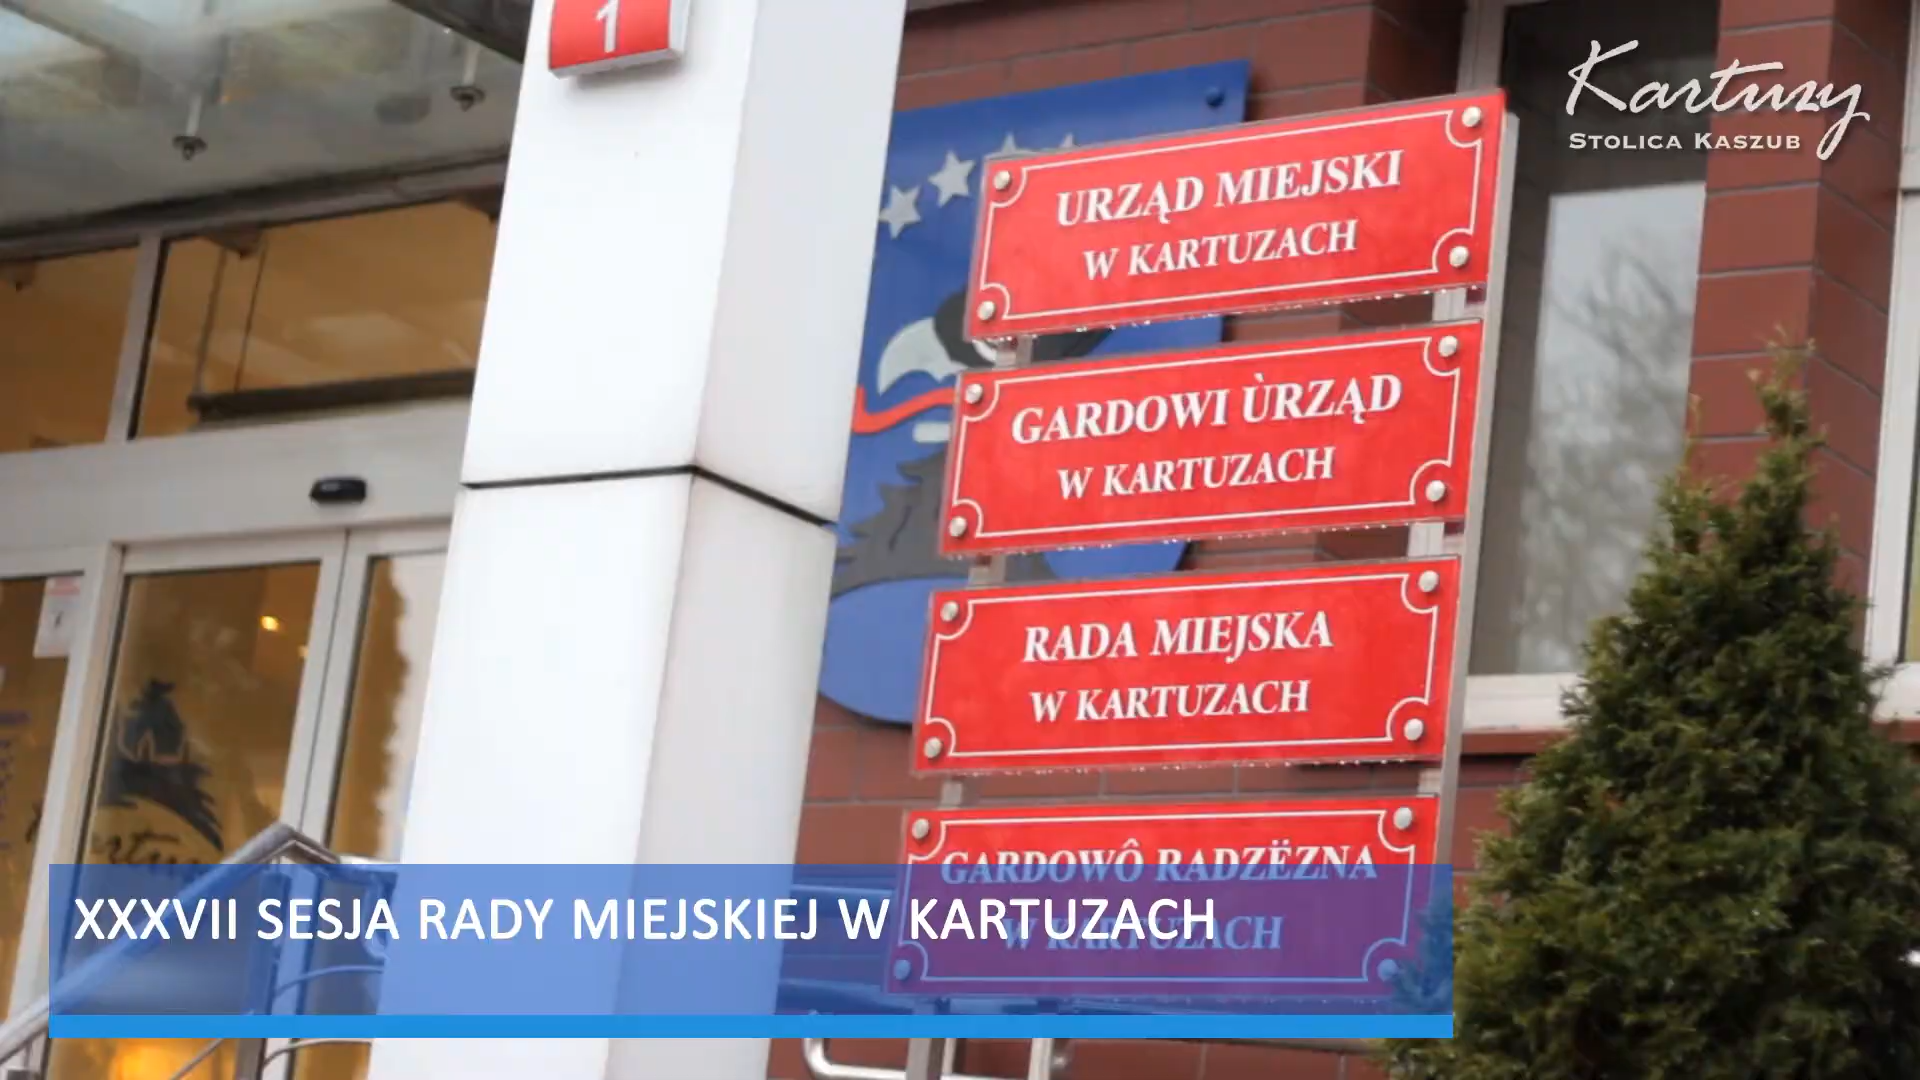 1
Kartuzy
STOLICA KASZUB
URZĄD MIEJSKI
W KARTUZACH
GARDOWI ÙRZĄD
W KARTUZACH
RADA MIEJSKA
W KARTUZACH
GARDOWÔ RADZËZNA
W KARTUZACH
XXXVII SESJA RADY MIEJSKIEJ W KARTUZACH